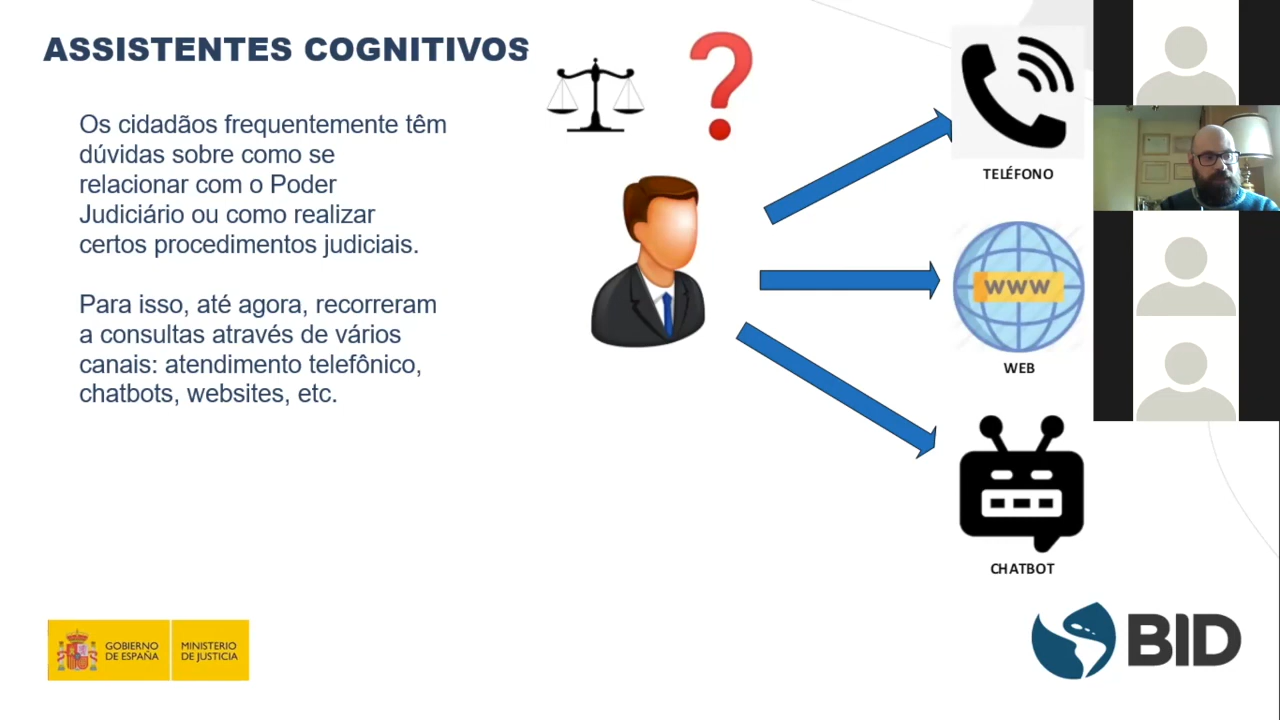 ASSISTENTES COGNITIVOS
Os cidadãos frequentemente têm
dúvidas sobre como se
relacionar com o Poder
Judiciário ou como realizar
certos procedimentos judiciais.
Para isso, até agora, recorreram
a consultas através de vários
canais: atendimento telefônico,
chatbots, websites, etc.
TELÉFONO
WWW
WEB
CHATBOT
GOBIERNO
DE ESPAÑA
MINISTERIO
DE JUSTICIA
BID